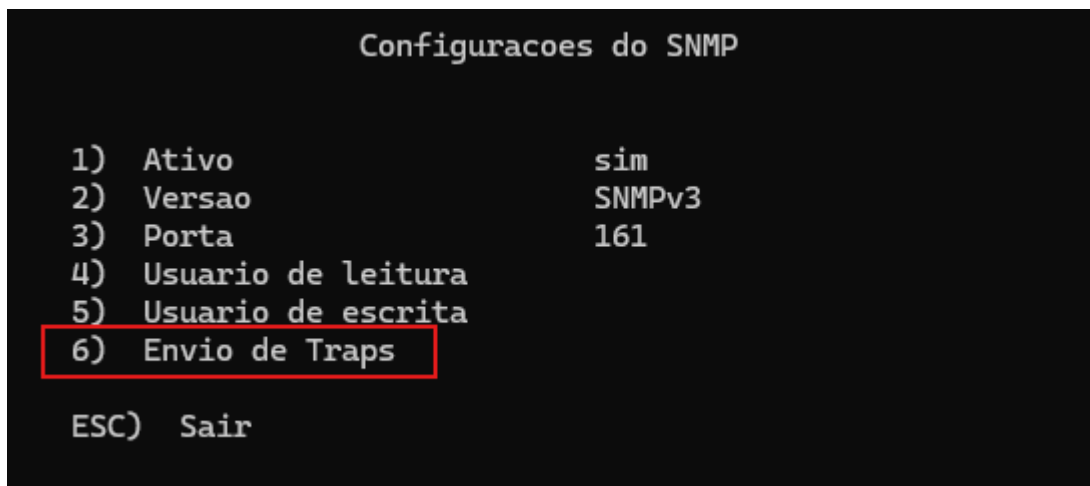 Configuracoes do SNMP
1) Ativo sim
2) Versao SNMPv3
3) Porta 161
4) Usuario de leitura
5) Usuario de escrita
6) Envio de Traps
ESC) Sair